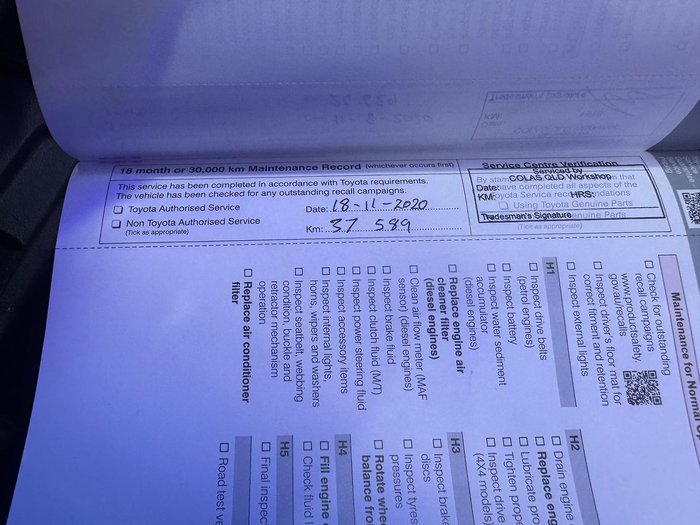 18 month or 30,000 km Maintenance Record (whichever occurs first)
This service has been completed in accordance with Toyota requirements.
The vehicle has been checked for any outstanding recall campaigns.
☐ Toyota Authorised Service
☐ Non Toyota Authorised Service
(Tick as appropriate)
Date: 18-11-2020
Km: 37 589
Service Centre Verification
Serviced by
COLAS QLD Workshop
Date:
HRS:
KM:
☐ Using Toyota Genuine Parts
Tradesman's Signature
(Tick as appropriate)
Maintenance for Normal
☐ Check for outstanding
recall campaigns
www.productsafety.
gov.au/recalls
☐ Inspect driver's floor mat for
correct fitment and retention
☐ Inspect external lights
H1
☐ Inspect drive belts
(petrol engines)
☐ Inspect battery
☐ Inspect water sediment
accumulator
(diesel engines)
☐ Replace engine air
cleaner filter
(diesel engines)
☐ Clean air flow meter (MAF
sensor) (diesel engines)
☐ Inspect brake fluid
☐ Inspect clutch fluid (M/T)
☐ Inspect power steering fluid
☐ Inspect accessory items
☐ Inspect internal lights,
horns, wipers and washers
☐ Inspect seatbelt, webbing
condition, buckle and
retractor mechanism
operation
☐ Replace air conditioner
filter
H2
☐ Drain engine
☐ Replace
☐ Lubricate
☐ Tighten
☐ Inspect drive
(4X4 models)
H3
☐ Inspect brake
discs
☐ Inspect tyres
pressures
☐ Rotate
balance
H4
☐ Fill engine
☐ Check fluid
H5
☐ Final
☐ Road test